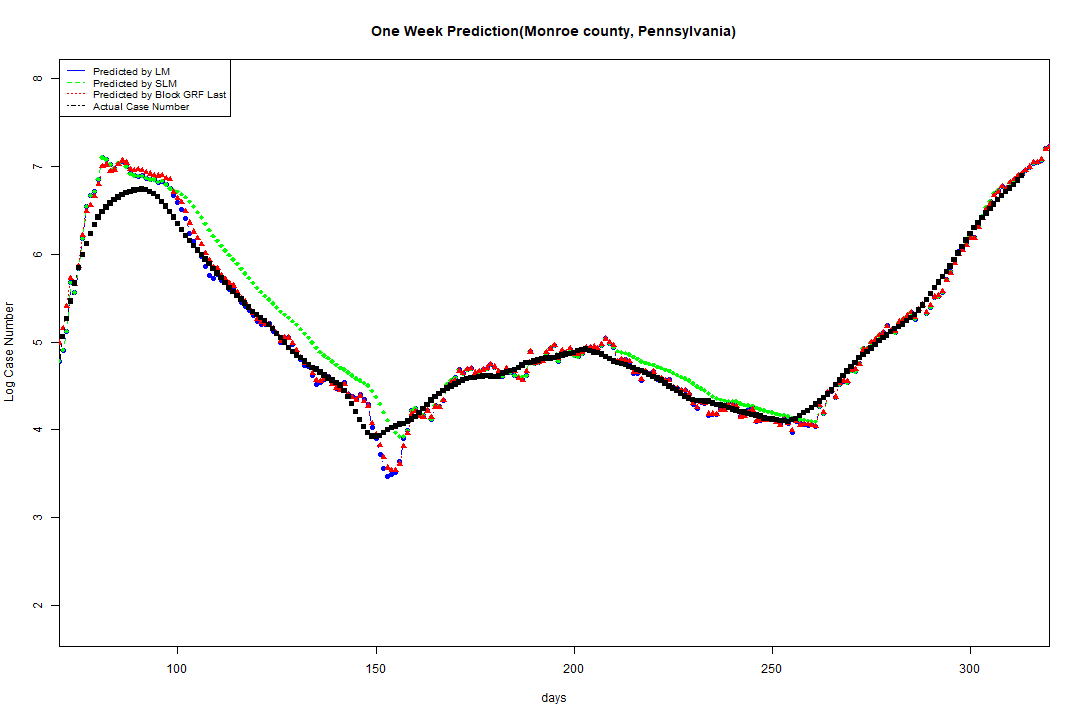 One Week Prediction(Monroe county, Pennsylvania)
Predicted by LM
Predicted by SLM
Predicted by Block GRF Last
Actual Case Number
8
7
6
5
4
3
2
Log Case Number
100 150 200 250 300
days